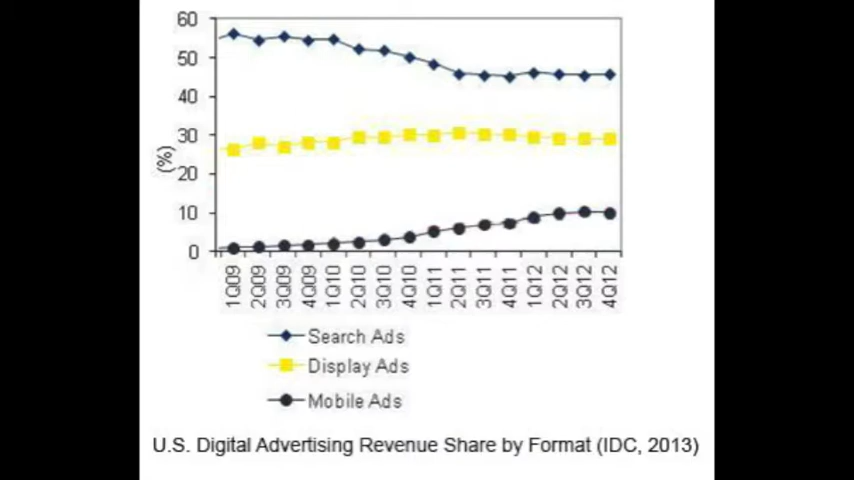 60
50
40
30
20
10
0
(%)
1Q09 2Q09 3Q09 4Q09 1Q10 2Q10 3Q10 4Q10 1Q11 2Q11 3Q11 4Q11 1Q12 2Q12 3Q12 4Q12
Search Ads
Display Ads
Mobile Ads
U.S. Digital Advertising Revenue Share by Format (IDC, 2013)